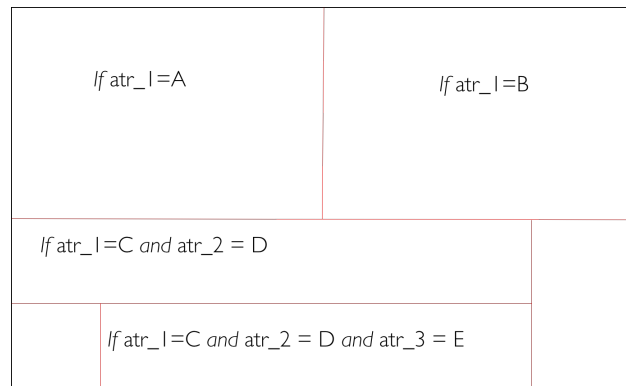 If atr_1=A
If atr_1=B
If atr_1=C and atr_2 = D
If atr_1=C and atr_2 = D and atr_3 = E